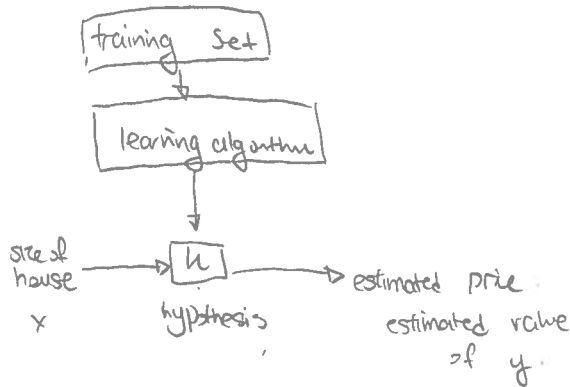 training Set
learning algorithm
size of
house
x
h
hypothesis
estimated price
estimated value
of y